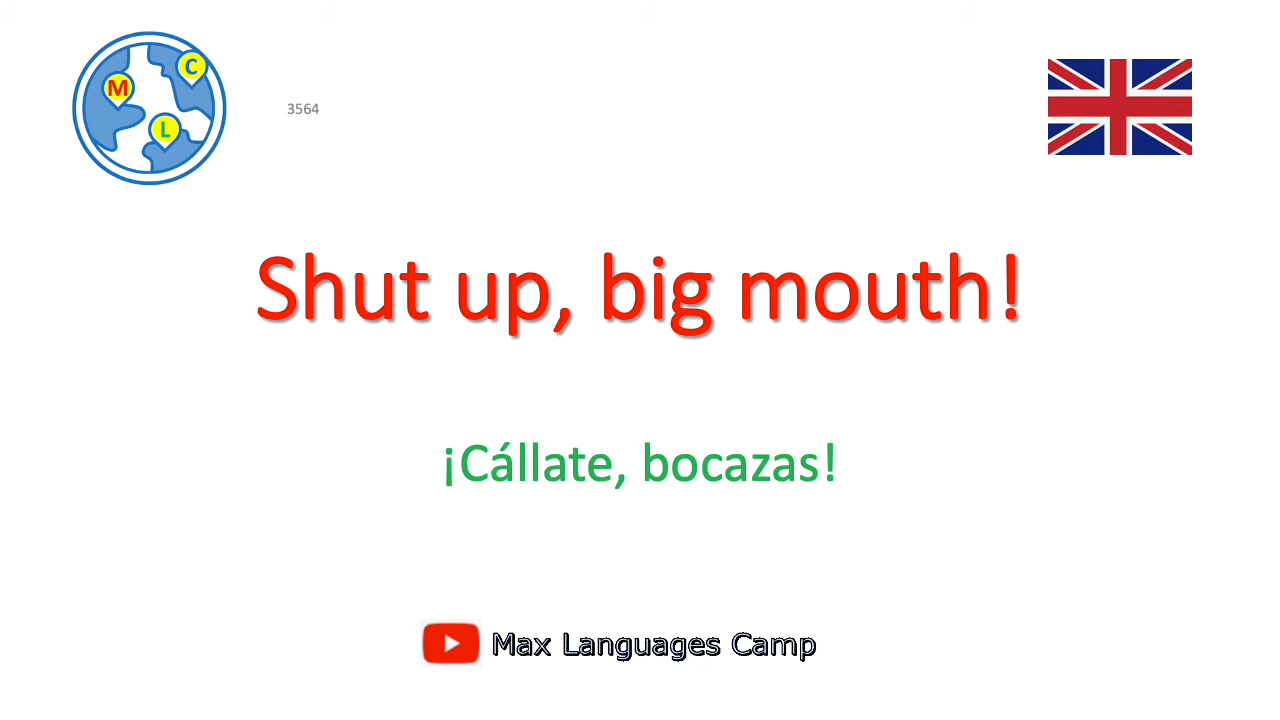 M
C
L
3564
Shut up, big mouth!
¡Cállate, bocazas!
Max Languages Camp